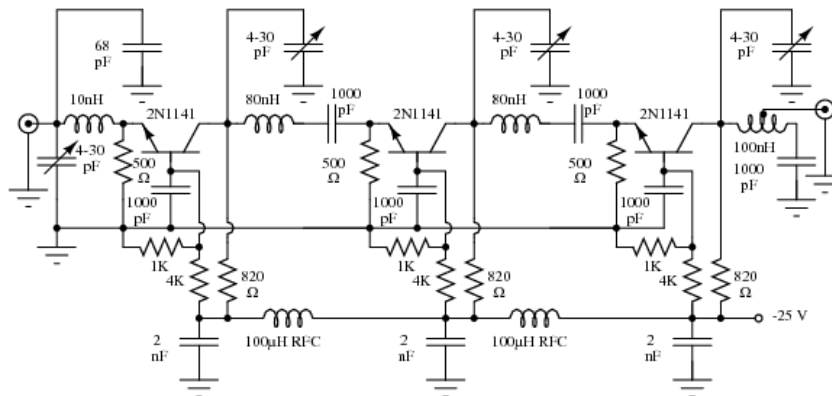 68
pF
4-30
pF
4-30
pF
4-30
pF
10nH
2N1141
80nH
1000
pF
2N1141
80nH
1000
pF
2N1141
100nH
4-30
pF
500
Ω
1000
pF
500
Ω
1000
pF
500
Ω
1000
pF
1000
pF
1K
4K
820
Ω
1K
4K
820
Ω
1K
4K
820
Ω
-25 V
2
nF
100µH RFC
2
nF
100µH RFC
2
nF